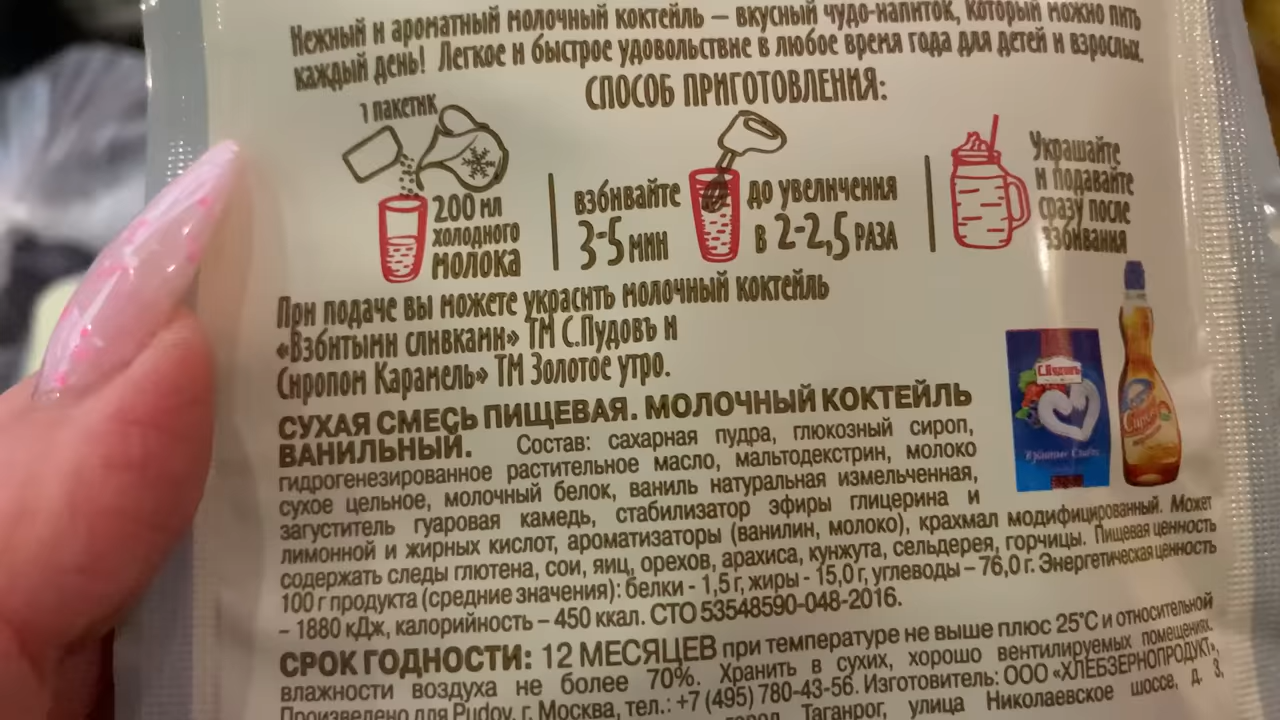 Нежный и ароматный молочный коктейль – вкусный чудо-напиток, который можно пить
каждый день! Легкое и быстрое удовольствие в любое время года для детей и взрослых.
СПОСОБ ПРИГОТОВЛЕНИЯ:
1 пакетик
200 мл
холодного
молока
взбивайте
3-5 мин
до увеличения
в 2-2,5 раза
Украшайте
и подавайте
сразу после
взбивания
При подаче вы можете украсить молочный коктейль
«Взбитыми сливками» ТМ С.Пудовъ и
Сиропом Карамель» ТМ Золотое утро.
С.Пудовъ
Сироп
СУХАЯ СМЕСЬ ПИЩЕВАЯ. МОЛОЧНЫЙ КОКТЕЙЛЬ
ВАНИЛЬНЫЙ. Состав: сахарная пудра, глюкозный сироп,
гидрогенезированное растительное масло, мальтодекстрин, молоко
сухое цельное, молочный белок, ваниль натуральная измельченная,
загуститель гуаровая камедь, стабилизатор эфиры глицерина и
лимонной и жирных кислот, ароматизаторы (ванилин, молоко), крахмал модифицированный. Может
содержать следы глютена, сои, яиц, орехов, арахиса, кунжута, сельдерея, горчицы. Пищевая ценность
100 г продукта (средние значения): белки - 1,5 г, жиры - 15,0 г, углеводы – 76,0 г. Энергетическая ценность
– 1880 кДж, калорийность – 450 ккал. СТО 53548590-048-2016.
СРОК ГОДНОСТИ: 12 МЕСЯЦЕВ при температуре не выше плюс 25°С и относительной
влажности воздуха не более 70%. Хранить в сухих, хорошо вентилируемых помещениях.
Произведено для Pudov, г. Москва, тел.: +7 (495) 780-43-56. Изготовитель: ООО «ХЛЕБЗЕРНОПРОДУКТ»,
город Таганрог, улица Николаевское шоссе, д. 3,